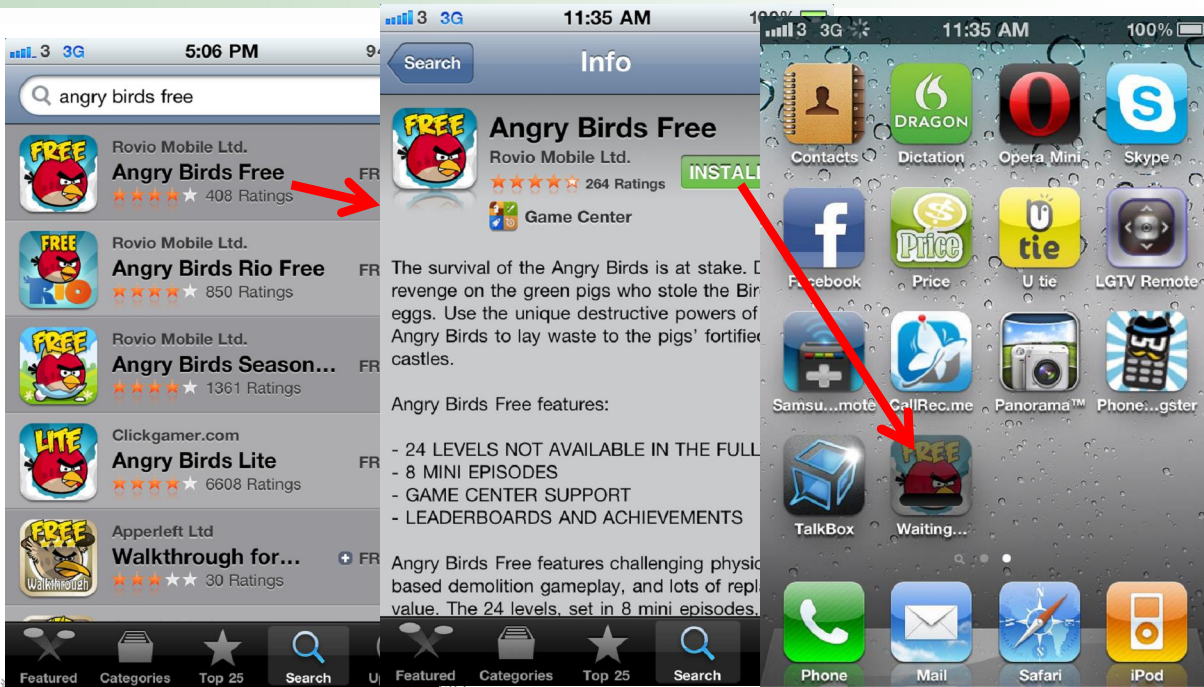 3 3G 5:06 PM 9
angry birds free
FREE
Rovio Mobile Ltd.
Angry Birds Free FR
408 Ratings
FREE
RIO
Rovio Mobile Ltd.
Angry Birds Rio Free FR
850 Ratings
FREE
Rovio Mobile Ltd.
Angry Birds Season... FR
1361 Ratings
LITE
Clickgamer.com
Angry Birds Lite FR
6608 Ratings
FREE
Walkthrough
Apperleft Ltd
Walkthrough for... FR
30 Ratings
Featured Categories Top 25 Search U
3 3G 11:35 AM 100%
Search Info
FREE
Angry Birds Free
Rovio Mobile Ltd.
264 Ratings INSTALL
Game Center
The survival of the Angry Birds is at stake. D
revenge on the green pigs who stole the Bir
eggs. Use the unique destructive powers of
Angry Birds to lay waste to the pigs' fortified
castles.
Angry Birds Free features:
- 24 LEVELS NOT AVAILABLE IN THE FULL
- 8 MINI EPISODES
- GAME CENTER SUPPORT
- LEADERBOARDS AND ACHIEVEMENTS
Angry Birds Free features challenging physic
based demolition gameplay, and lots of repl
value. The 24 levels, set in 8 mini episodes,
Featured Categories Top 25 Search
3 3G 11:35 AM 100%
DRAGON
Contacts Dictation Opera Mini Skype
Price
U tie
Facebook Price U tie LGTV Remote
Samsu...mote CallRec.me Panorama™ Phone...gster
FREE
TalkBox Waiting...
Phone Mail Safari iPod